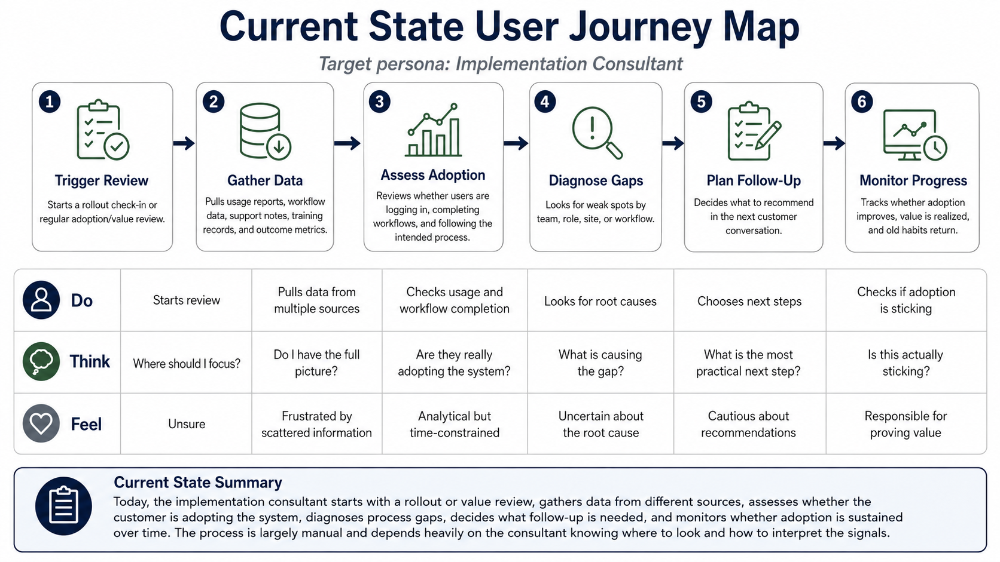 Current State User Journey Map
Target persona: Implementation Consultant
1
Trigger Review
Starts a rollout check-in or
regular adoption/value review.
2
Gather Data
Pulls usage reports, workflow
data, support notes, training
records, and outcome metrics.
3
Assess Adoption
Reviews whether users are
logging in, completing
workflows, and following the
intended process.
4
Diagnose Gaps
Looks for weak spots by
team, role, site, or workflow.
5
Plan Follow-Up
Decides what to recommend
in the next customer
conversation.
6
Monitor Progress
Tracks whether adoption
improves, value is realized,
and old habits return.
Do
Starts review
Pulls data from
multiple sources
Checks usage and
workflow completion
Looks for root causes
Chooses next steps
Checks if adoption
is sticking
Think
Where should I focus?
Do I have the full
picture?
Are they really
adopting the system?
What is causing
the gap?
What is the most
practical next step?
Is this actually
sticking?
Feel
Unsure
Frustrated by
scattered information
Analytical but
time-constrained
Uncertain about
the root cause
Cautious about
recommendations
Responsible for
proving value
Current State Summary
Today, the implementation consultant starts with a rollout or value review, gathers data from different sources, assesses whether the
customer is adopting the system, diagnoses process gaps, decides what follow-up is needed, and monitors whether adoption is sustained
over time. The process is largely manual and depends heavily on the consultant knowing where to look and how to interpret the signals.